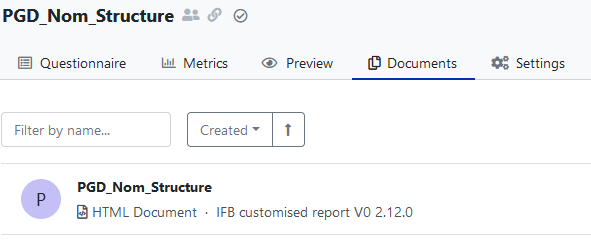 PGD_Nom_Structure
Questionnaire Metrics Preview Documents Settings
Filter by name... Created
P
PGD_Nom_Structure
HTML Document · IFB customised report V0 2.12.0